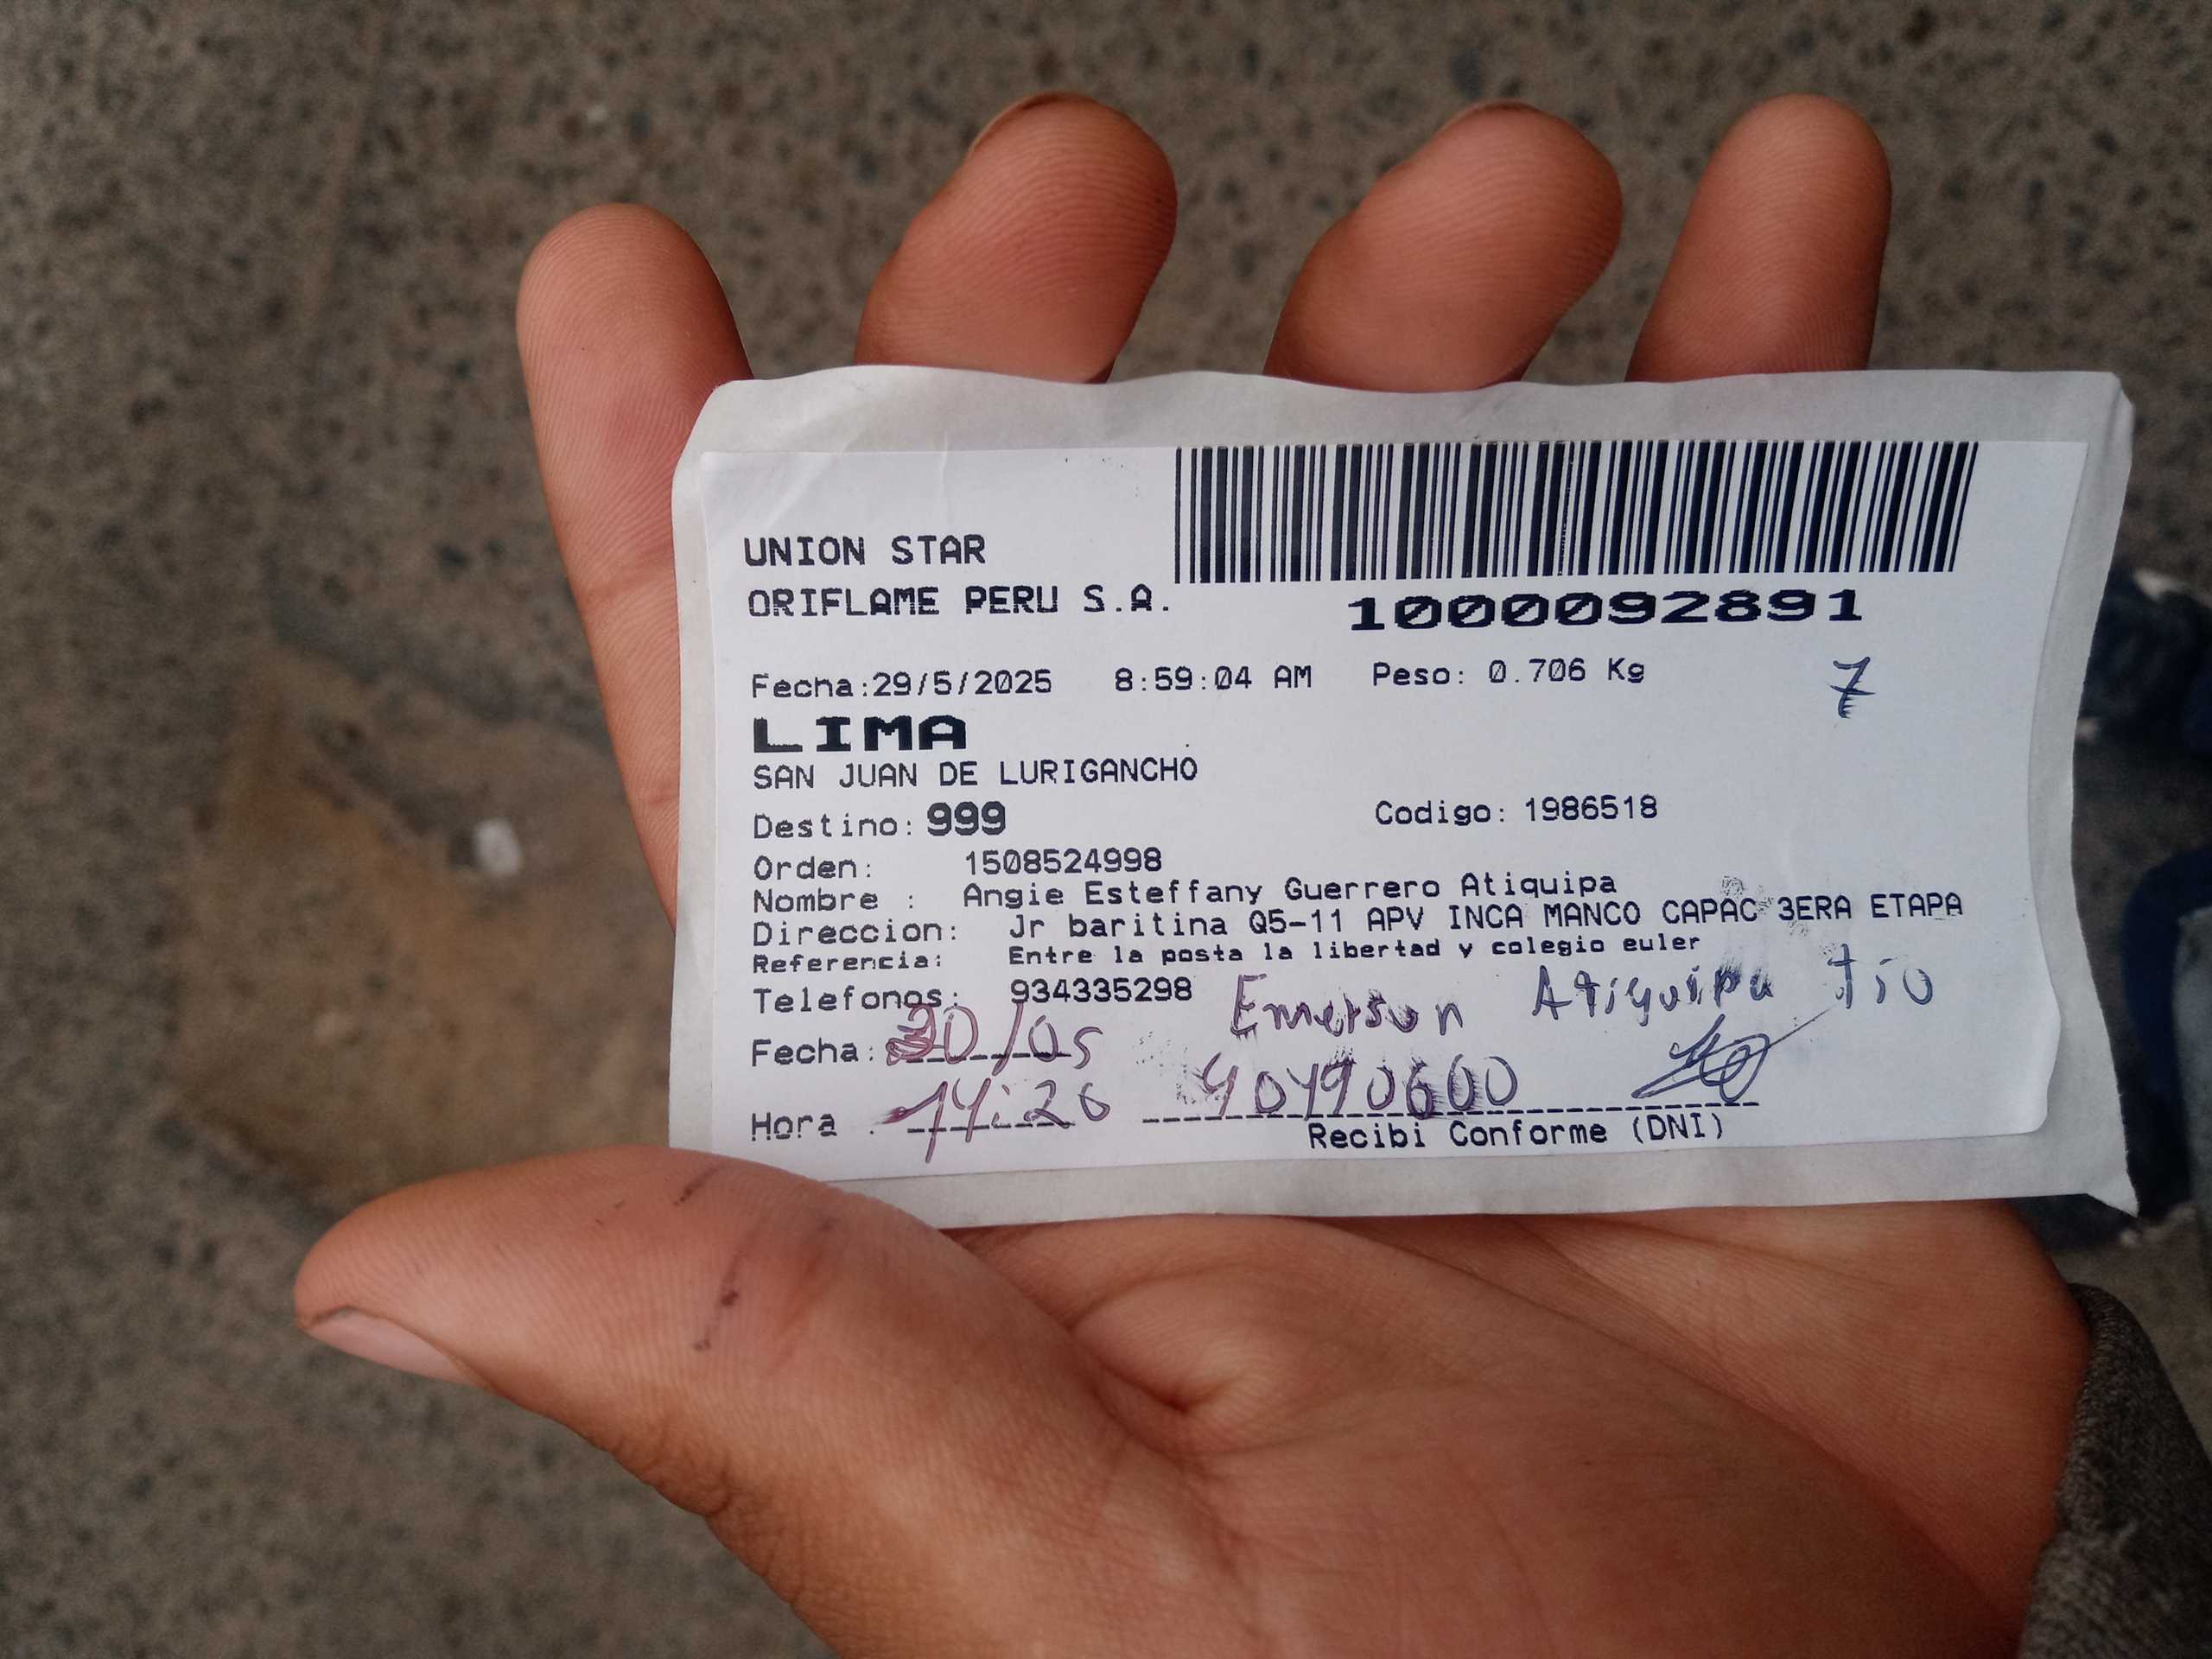 UNION STAR
ORIFLAME PERU S.A.
1000092891
Fecha:29/5/2025 8:59:04 AM Peso: 0.706 Kg
7
LIMA
SAN JUAN DE LURIGANCHO
Destino: 999 Codigo: 1986518
Orden: 1508524998
Nombre : Angie Esteffany Guerrero Atiquipa
Direccion: Jr baritina Q5-11 APV INCA MANCO CAPAC 3ERA ETAPA
Referencia: Entre la posta la libertad y colegio euler
Telefonos: 934335298
Emerson Atiquipa tio
Fecha: 30/05
Hora : 14:20 40490600
Recibi Conforme (DNI)